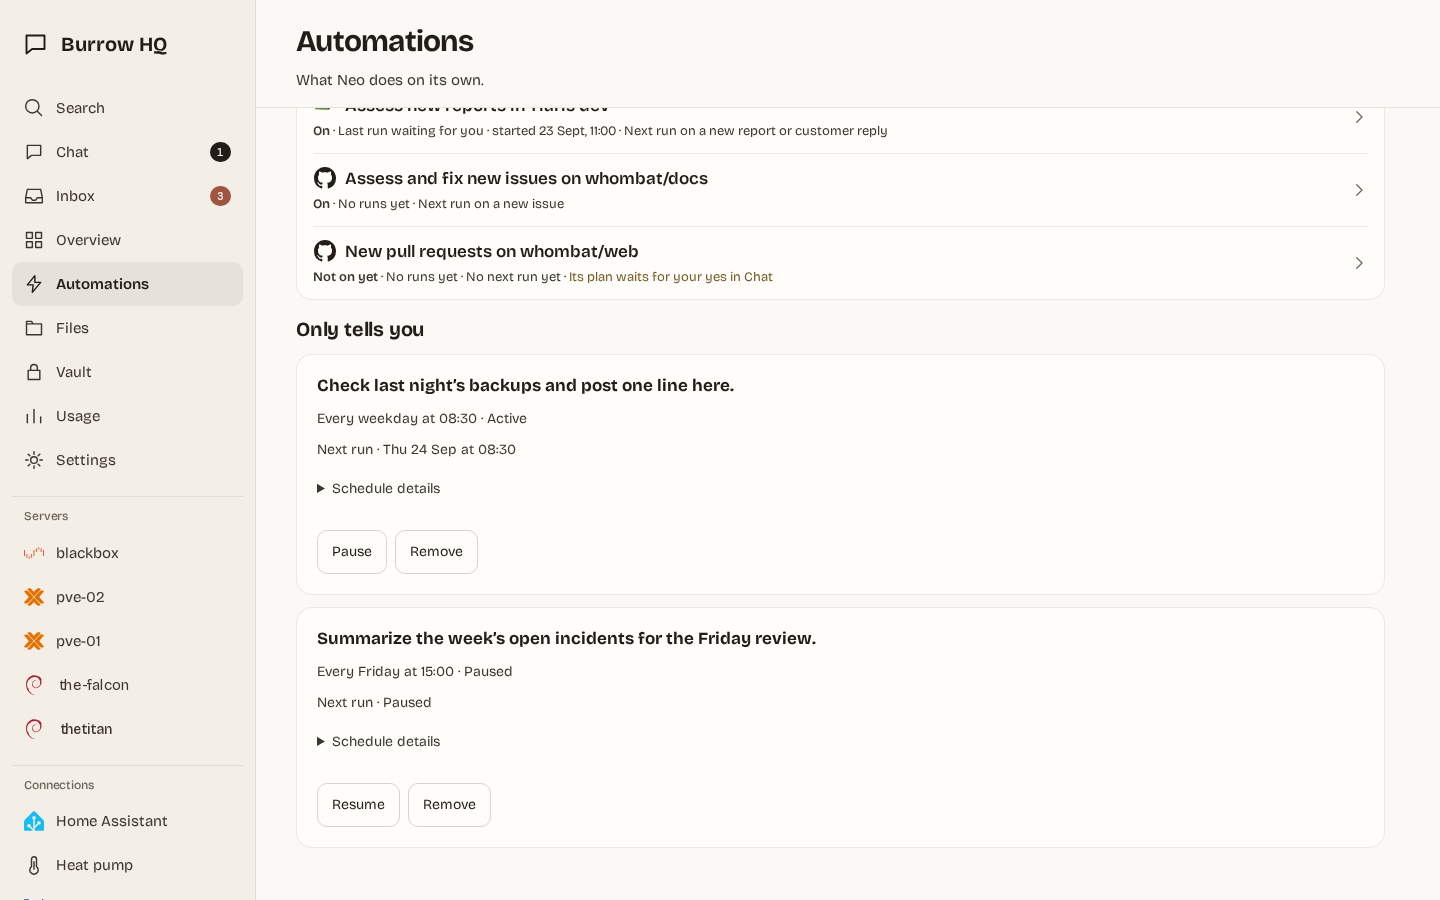 Burrow HQ
Search
Chat
1
Inbox
3
Overview
Automations
Files
Vault
Usage
Settings
Servers
blackbox
pve-02
pve-01
the-falcon
thetitan
Connections
Home Assistant
Heat pump
Automations
What Neo does on its own.
Assess new reports in
On · Last run waiting for you · started 23 Sept, 11:00 · Next run on a new report or customer reply
Assess and fix new issues on whombat/docs
On · No runs yet · Next run on a new issue
New pull requests on whombat/web
Not on yet · No runs yet · No next run yet · Its plan waits for your yes in Chat
Only tells you
Check last night’s backups and post one line here.
Every weekday at 08:30 · Active
Next run · Thu 24 Sep at 08:30
Schedule details
Pause
Remove
Summarize the week’s open incidents for the Friday review.
Every Friday at 15:00 · Paused
Next run · Paused
Schedule details
Resume
Remove